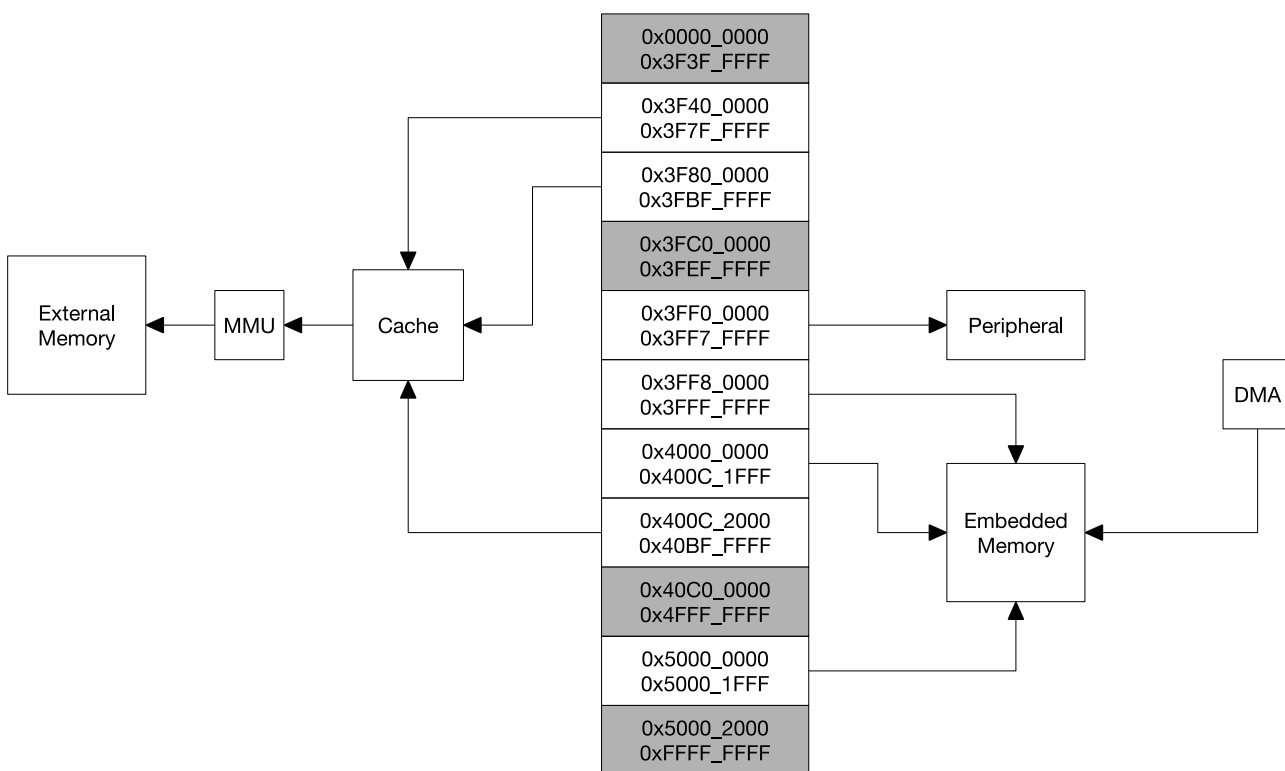 0x0000_0000
0x3F3F_FFFF
0x3F40_0000
0x3F7F_FFFF
0x3F80_0000
0x3FBF_FFFF
0x3FC0_0000
0x3FEF_FFFF
0x3FF0_0000
0x3FF7_FFFF
0x3FF8_0000
0x3FFF_FFFF
0x4000_0000
0x400C_1FFF
0x400C_2000
0x40BF_FFFF
0x40C0_0000
0x4FFF_FFFF
0x5000_0000
0x5000_1FFF
0x5000_2000
0xFFFF_FFFF
External
Memory
MMU
Cache
Peripheral
DMA
Embedded
Memory